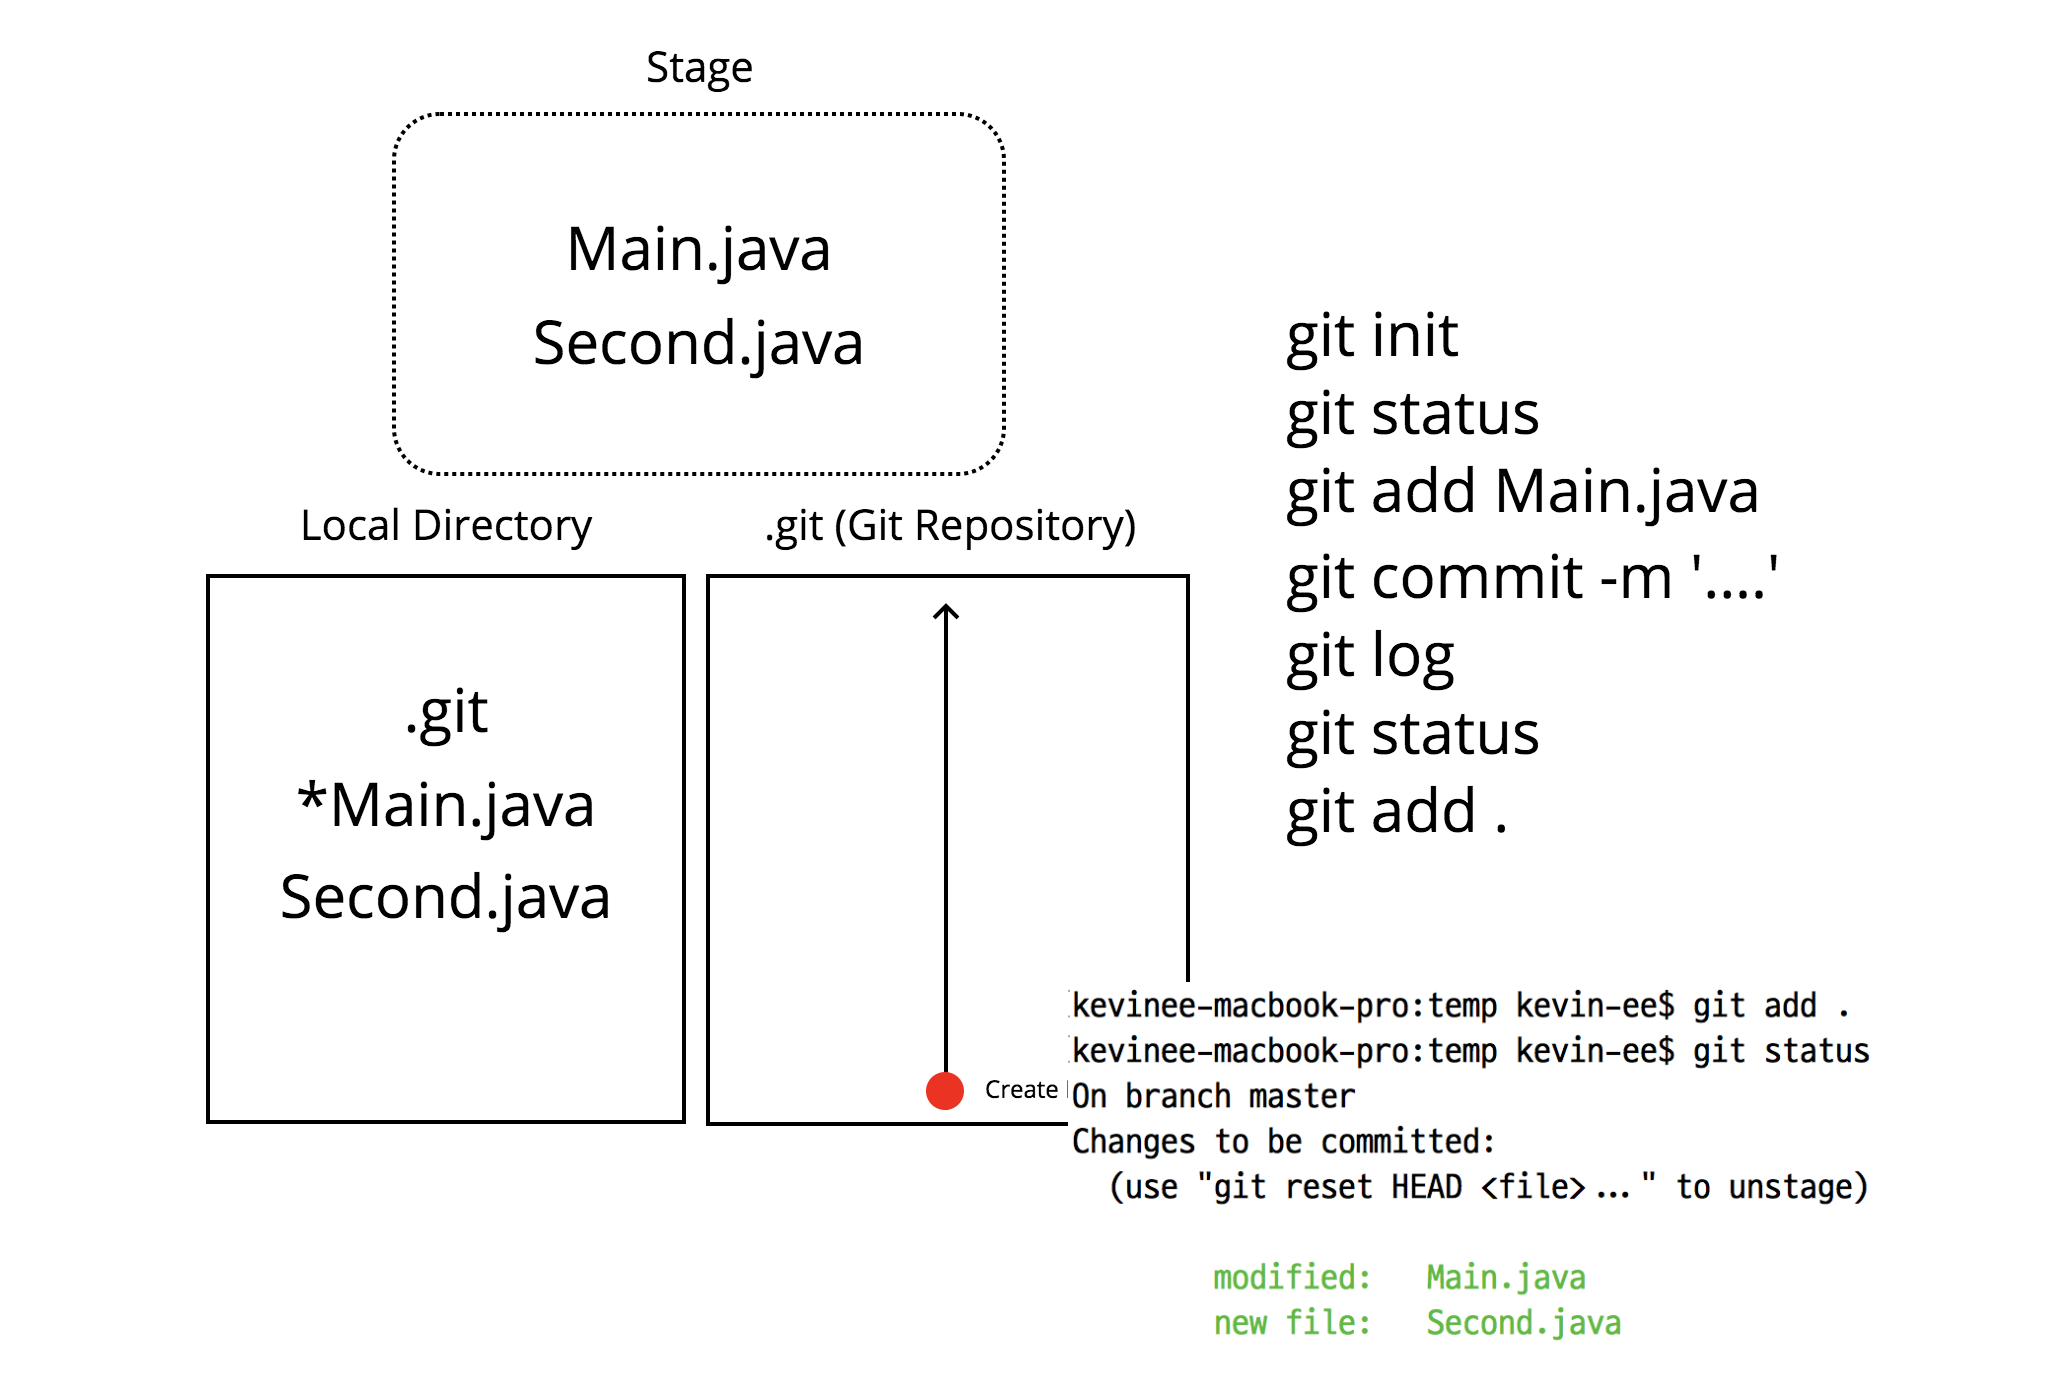 Stage
Main.java
Second.java
Local Directory
.git
*Main.java
Second.java
.git (Git Repository)
Create
git init
git status
git add Main.java
git commit -m '....'
git log
git status
git add .
kevinee-macbook-pro:temp kevin-ee$ git add .
kevinee-macbook-pro:temp kevin-ee$ git status
On branch master
Changes to be committed:
(use "git reset HEAD <file>..." to unstage)
modified: Main.java
new file: Second.java